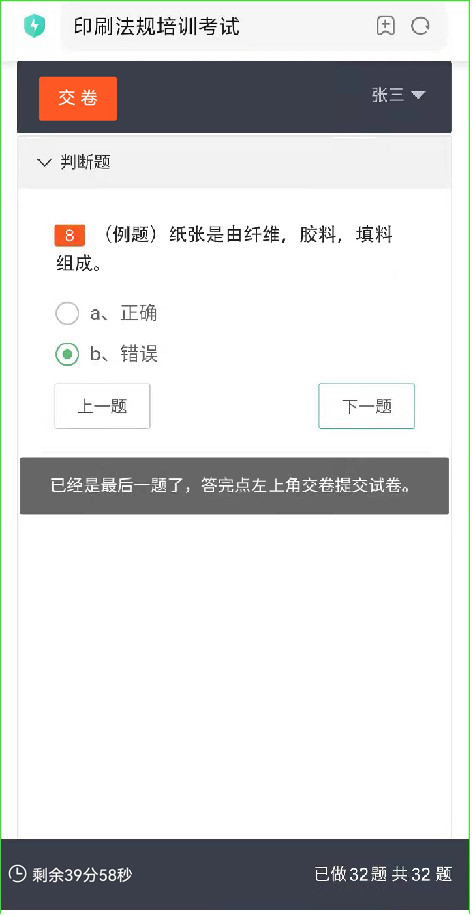 印刷法规培训考试
交 卷
张三
判断题
8 （例题）纸张是由纤维，胶料，填料
组成。
a、正确
b、错误
上一题
下一题
已经是最后一题了，答完点左上角交卷提交试卷。
剩余39分58秒
已做32题 共32 题